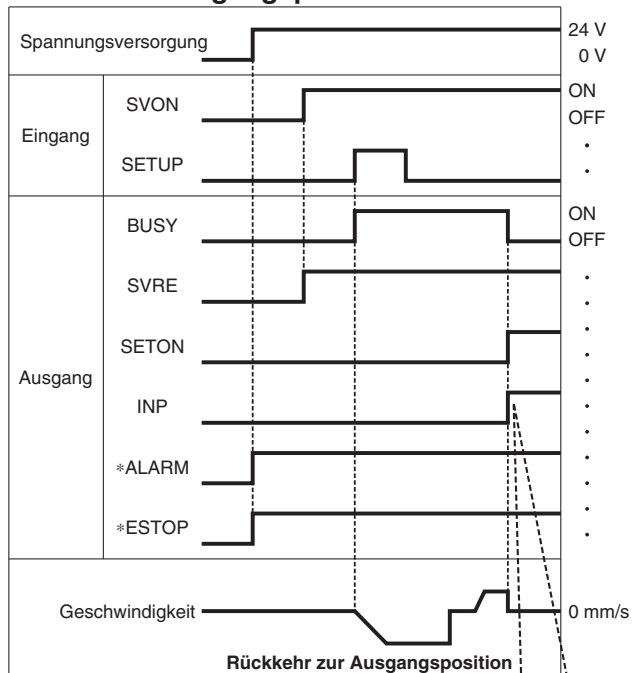 Spannungsversorgung
24 V
0 V
Eingang
SVON
ON
OFF
SETUP
Ausgang
BUSY
ON
OFF
SVRE
SETON
INP
*ALARM
*ESTOP
Geschwindigkeit
0 mm/s
Rückkehr zur Ausgangsposition